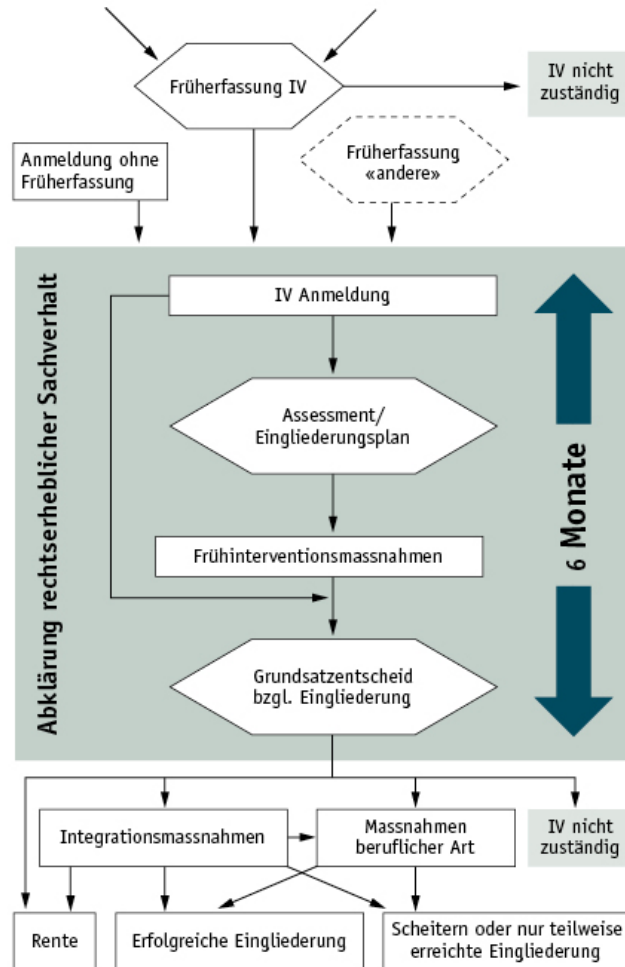 Früherfassung IV
IV nicht
zuständig
Anmeldung ohne
Früherfassung
Früherfassung
«andere»
Abklärung rechtserheblicher Sachverhalt
IV Anmeldung
Assessment/
Eingliederungsplan
Frühinterventionsmassnahmen
Grundsatzentscheid
bzgl. Eingliederung
6 Monate
Integrationsmassnahmen
Massnahmen
beruflicher Art
IV nicht
zuständig
Rente
Erfolgreiche Eingliederung
Scheitern oder nur teilweise
erreichte Eingliederung